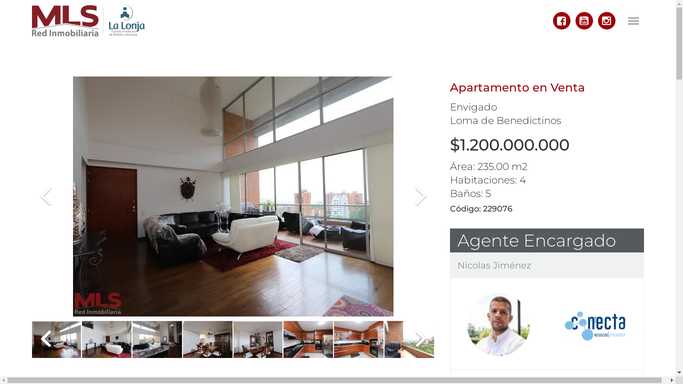 MLS
Red Inmobiliaria
La Lonja
Apartamento en Venta
Envigado
Loma de Benedictinos
$1.200.000.000
Área: 235.00 m2
Habitaciones: 4
Baños: 5
Código: 229076
Agente Encargado
Nicolas Jiménez
conecta
MLS
Red Inmobiliaria